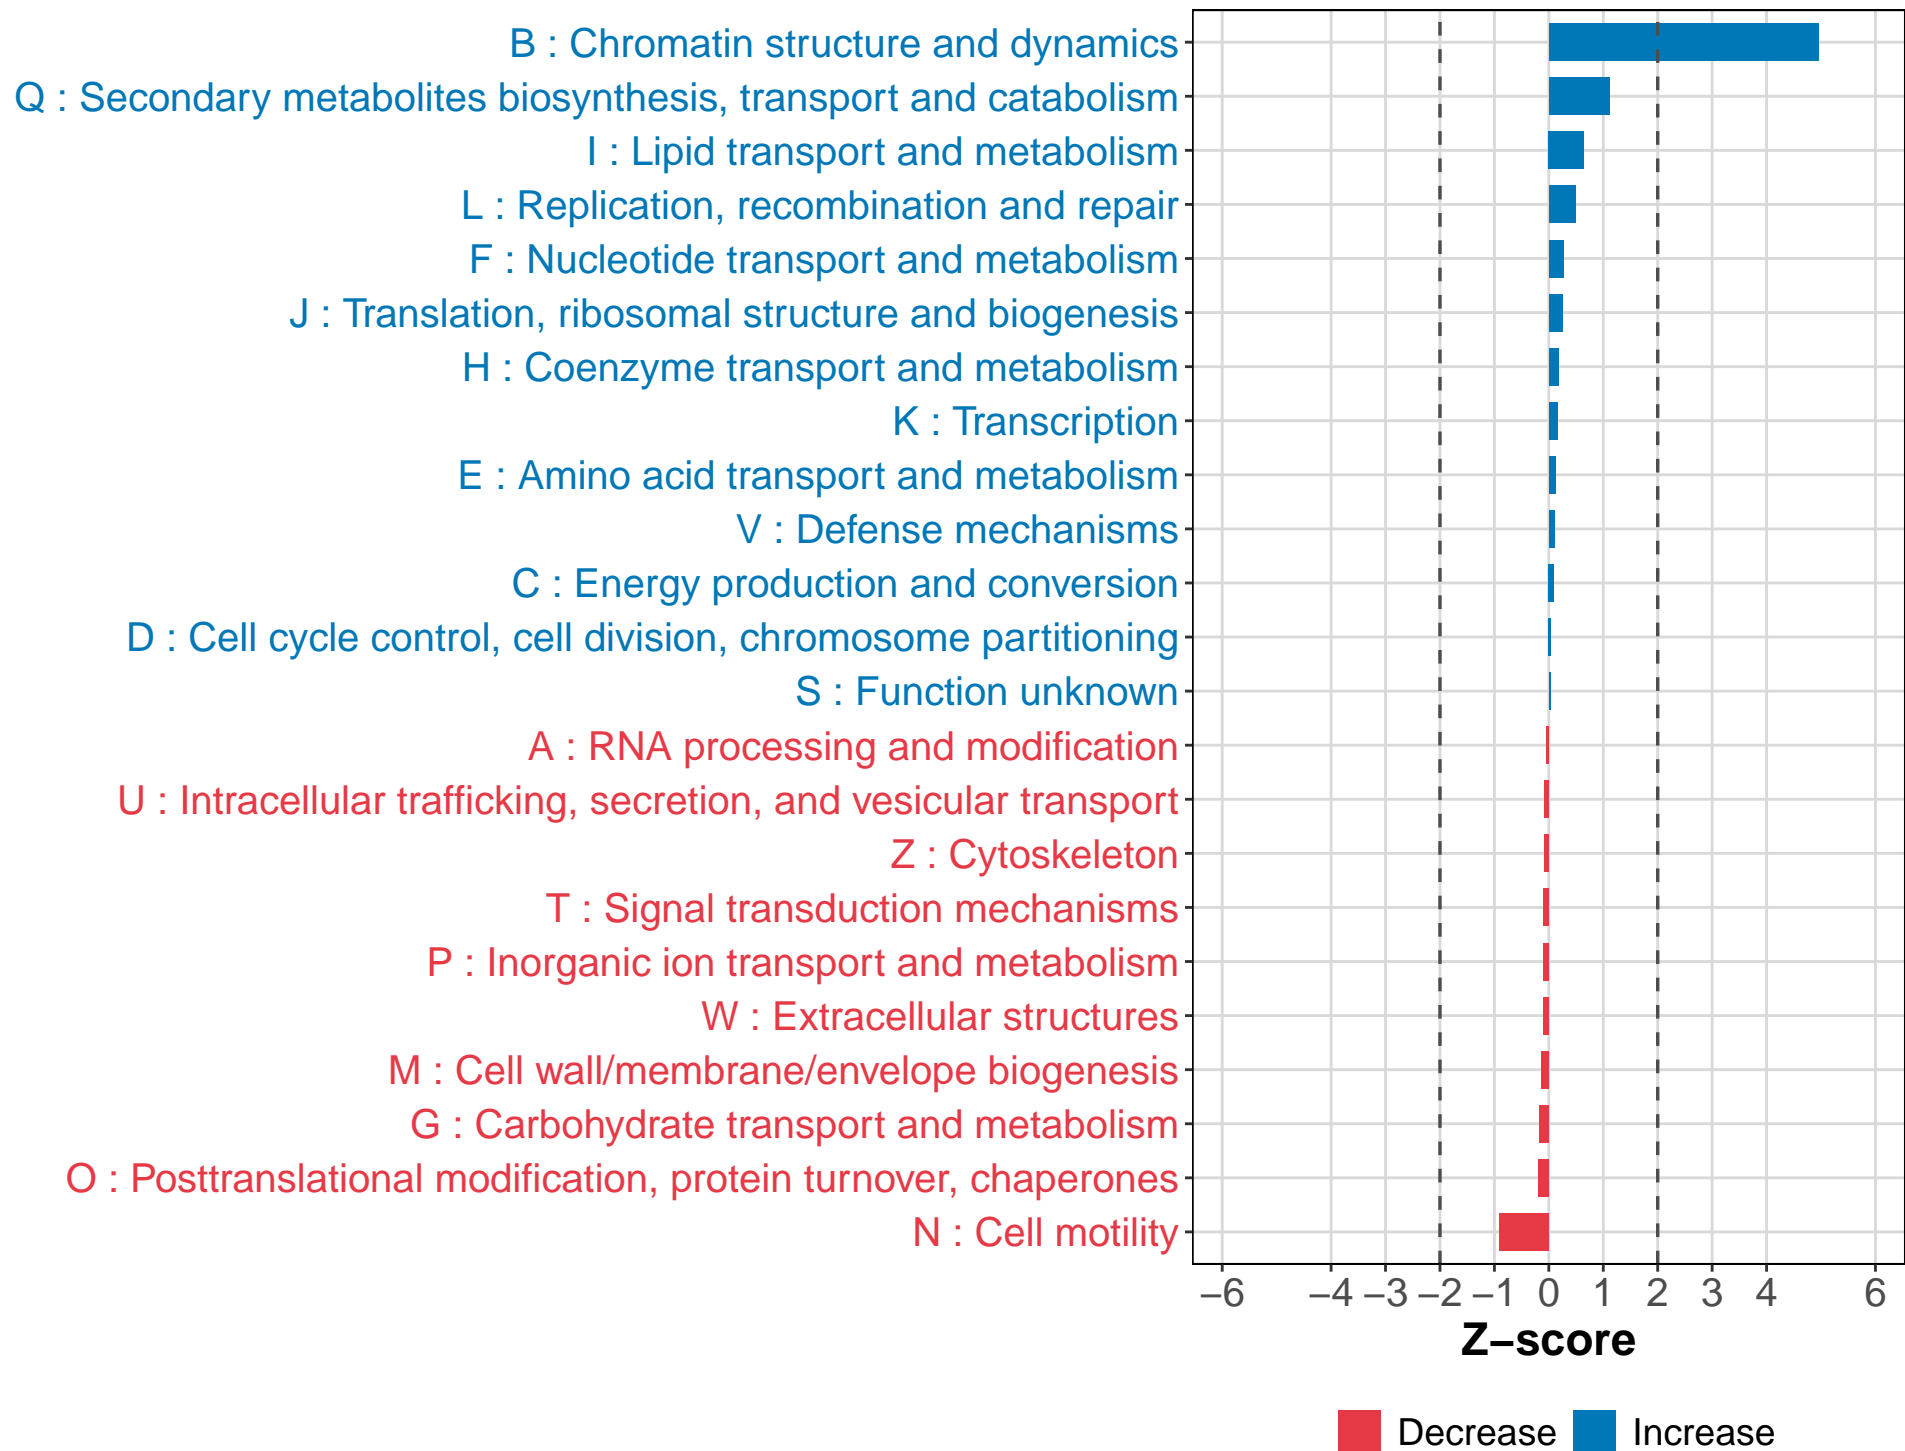 B : Chromatin structure and dynamics
Q : Secondary metabolites biosynthesis, transport and catabolism
I : Lipid transport and metabolism
L : Replication, recombination and repair
F : Nucleotide transport and metabolism
J : Translation, ribosomal structure and biogenesis
H : Coenzyme transport and metabolism
K : Transcription
E : Amino acid transport and metabolism
V : Defense mechanisms
C : Energy production and conversion
D : Cell cycle control, cell division, chromosome partitioning
S : Function unknown
A : RNA processing and modification
U : Intracellular trafficking, secretion, and vesicular transport
Z : Cytoskeleton
T : Signal transduction mechanisms
P : Inorganic ion transport and metabolism
W : Extracellular structures
M : Cell wall/membrane/envelope biogenesis
G : Carbohydrate transport and metabolism
O : Posttranslational modification, protein turnover, chaperones
N : Cell motility
−6 −4 −3 −2 −1 0 1 2 3 4 6
Z−score
Decrease Increase